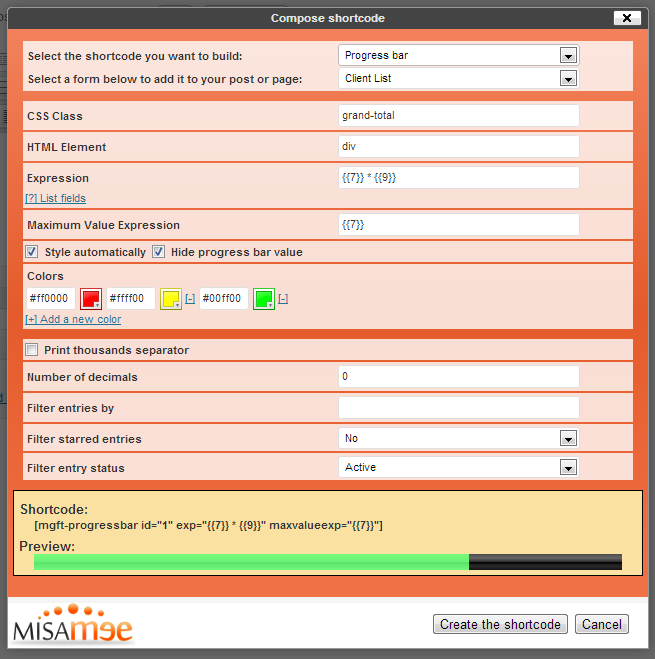 Compose shortcode
Select the shortcode you want to build: Progress bar
Select a form below to add it to your post or page: Client List
CSS Class grand-total
HTML Element div
Expression {{7}} * {{9}}
[?] List fields
Maximum Value Expression {{7}}
Style automatically Hide progress bar value
Colors
#ff0000 #ffff00 [-] #00ff00 [-]
[+] Add a new color
Print thousands separator
Number of decimals 0
Filter entries by
Filter starred entries No
Filter entry status Active
Shortcode:
[mgft-progressbar id="1" exp="{{7}} * {{9}}" maxvalueexp="{{7}}"]
Preview:
MISAMEE Create the shortcode Cancel